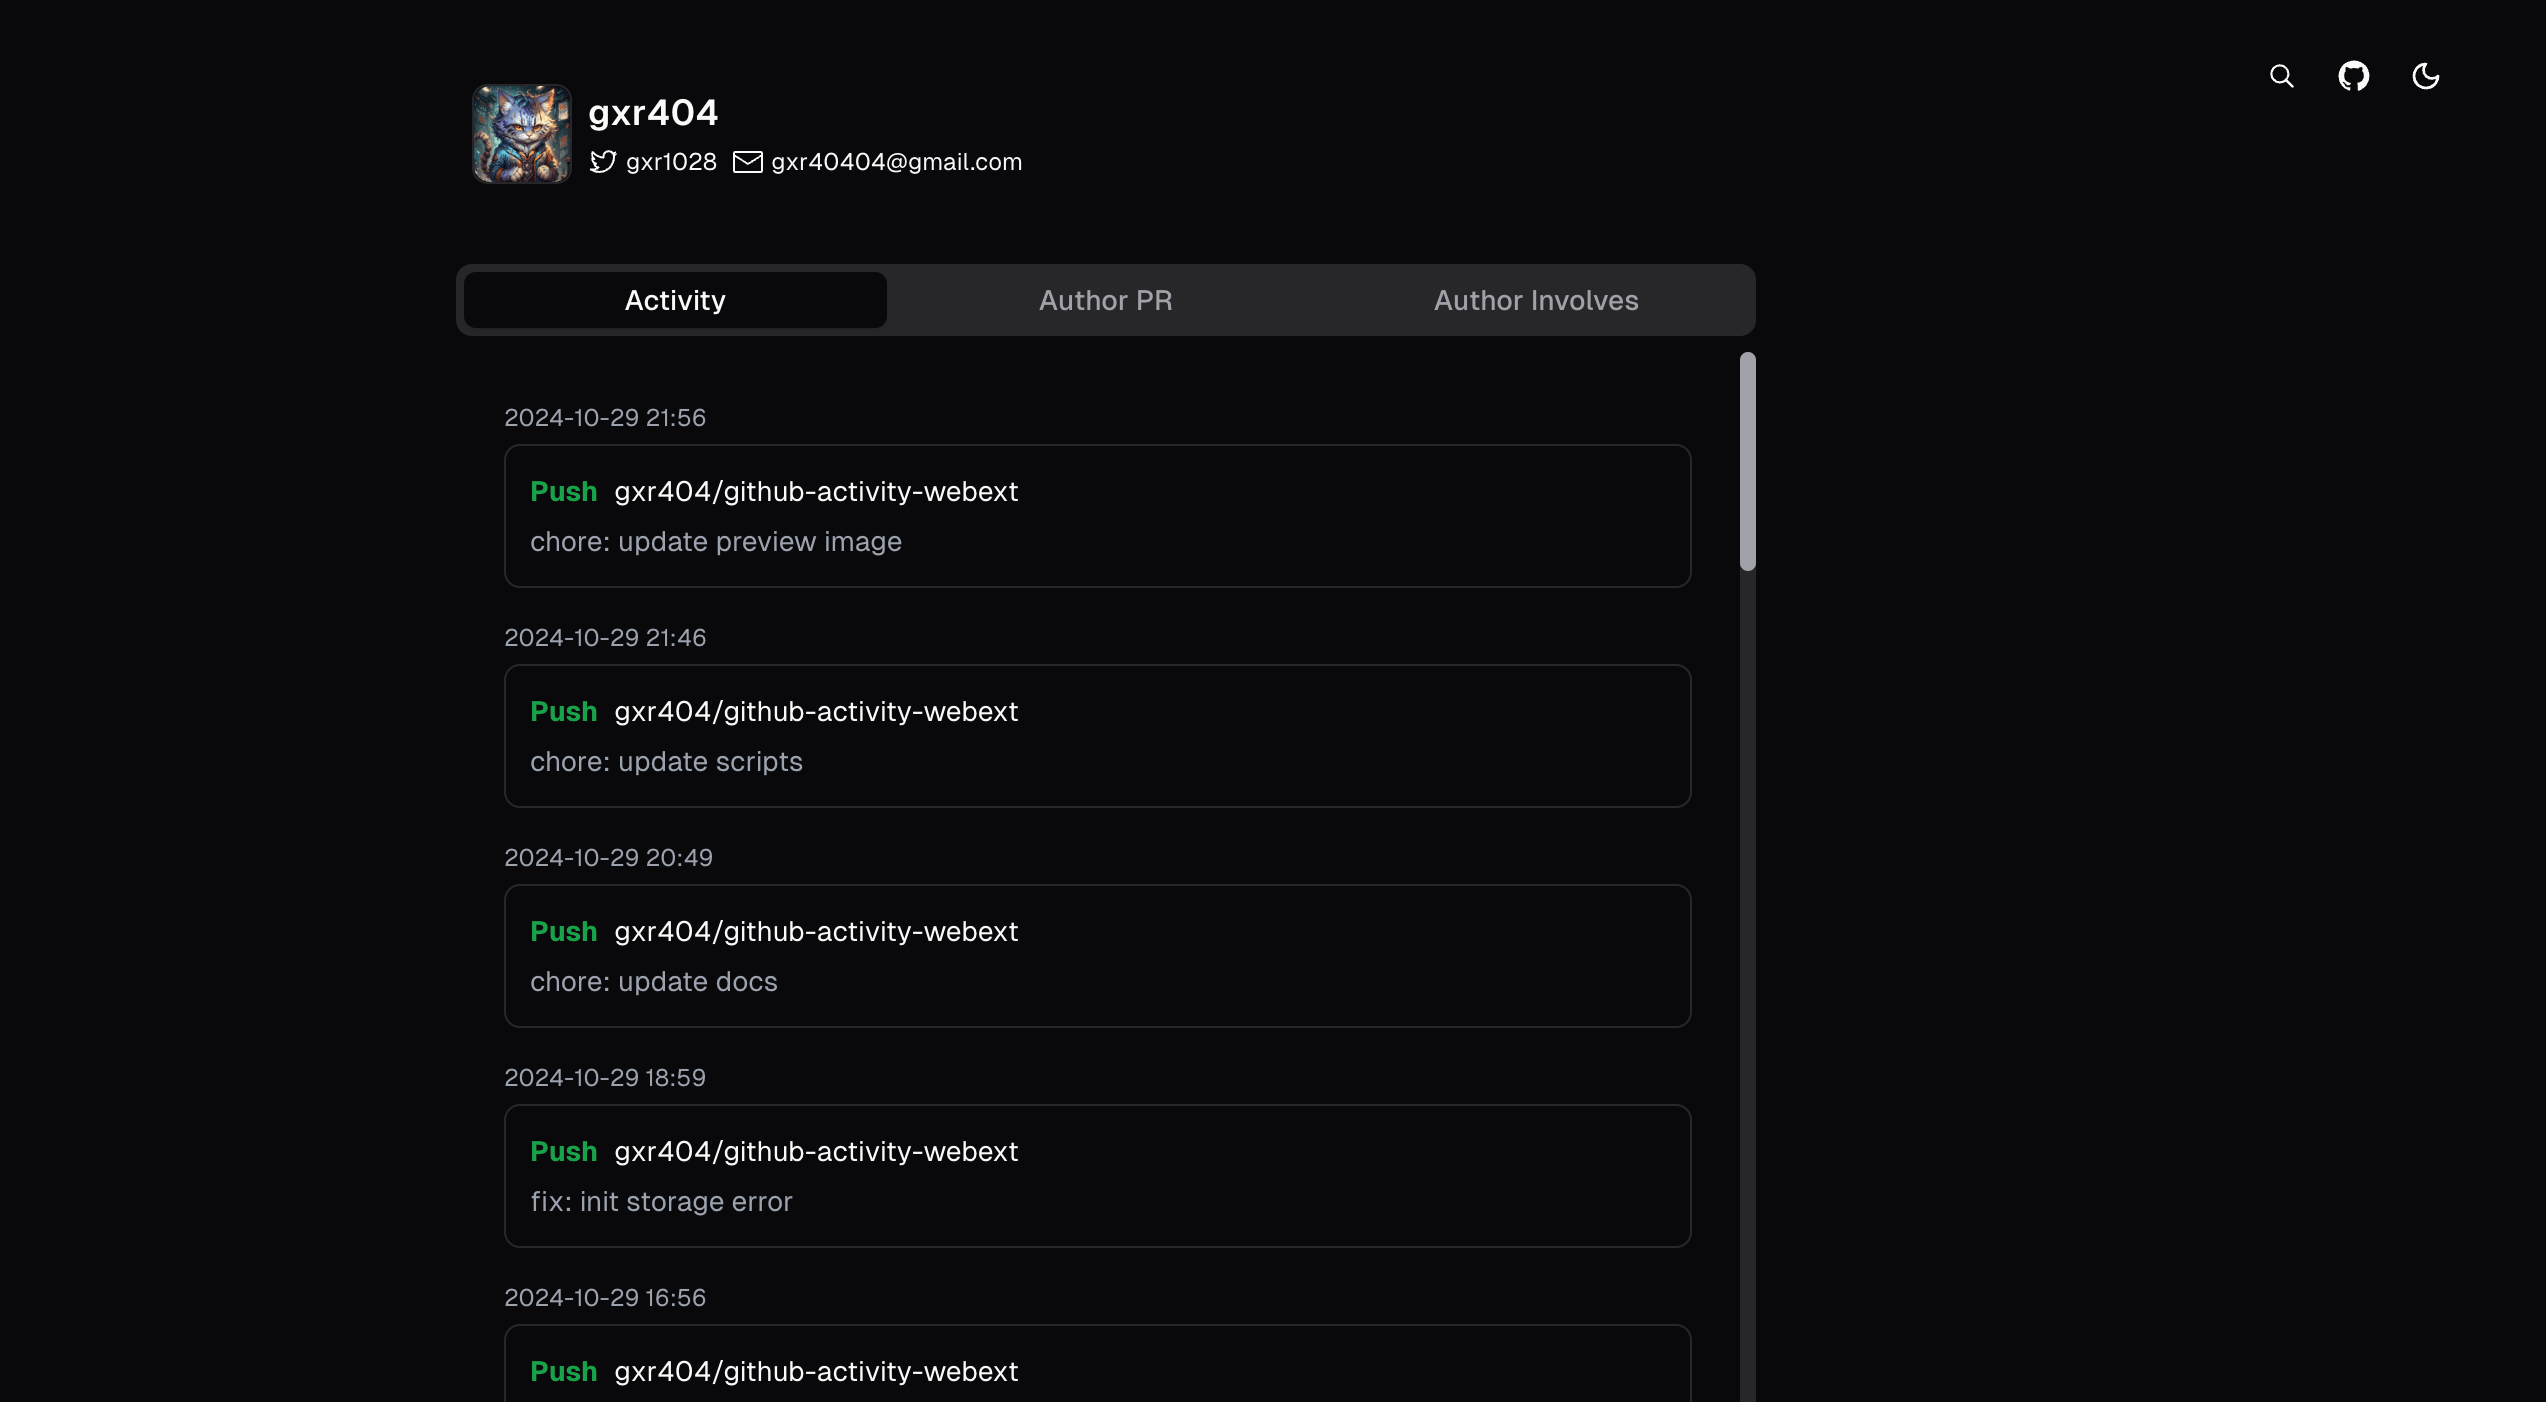 gxr404
gxr1028 gxr40404@gmail.com
Activity Author PR Author Involves
2024-10-29 21:56
Push gxr404/github-activity-webext
chore: update preview image
2024-10-29 21:46
Push gxr404/github-activity-webext
chore: update scripts
2024-10-29 20:49
Push gxr404/github-activity-webext
chore: update docs
2024-10-29 18:59
Push gxr404/github-activity-webext
fix: init storage error
2024-10-29 16:56
Push gxr404/github-activity-webext